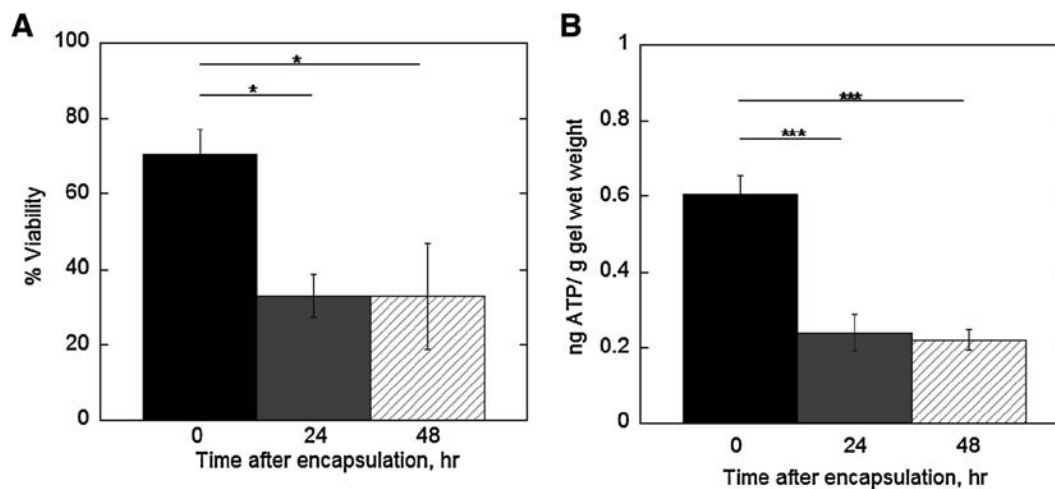 A
100
80
60
40
20
0
% Viability
*
*
0 24 48
Time after encapsulation, hr
B
1
0.8
0.6
0.4
0.2
0
ng ATP/ g gel wet weight
***
***
0 24 48
Time after encapsulation, hr